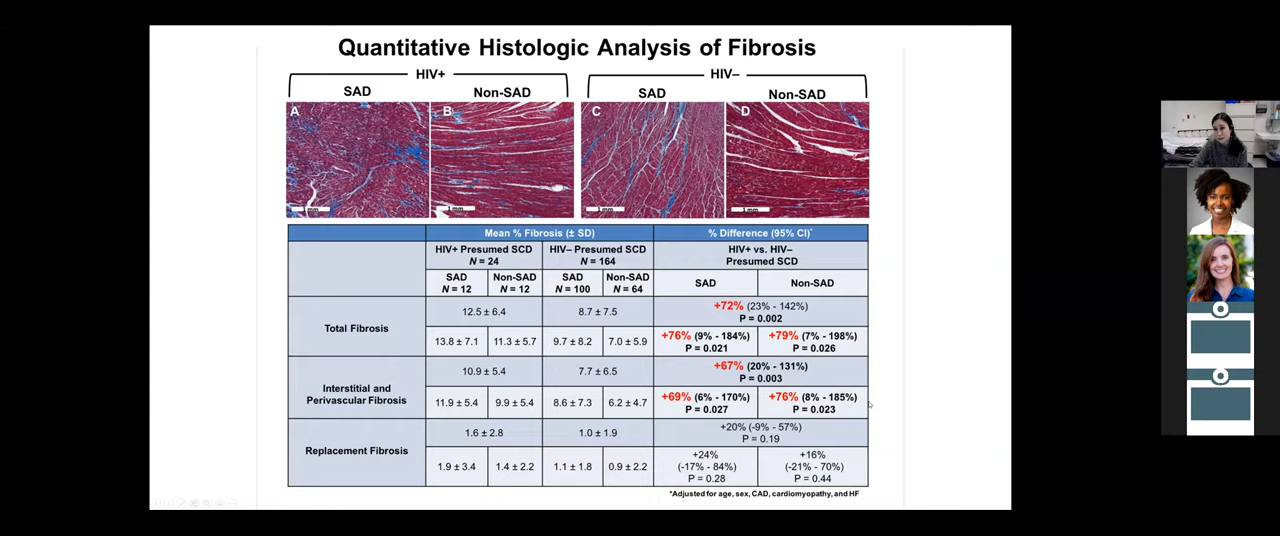 Quantitative Histologic Analysis of Fibrosis
HIV+
HIV–
SAD
Non-SAD
SAD
Non-SAD
A
B
C
D
1 mm
1 mm
1 mm
1 mm
Mean % Fibrosis (± SD)
% Difference (95% CI)*
HIV+ Presumed SCD
N = 24
HIV– Presumed SCD
N = 164
HIV+ vs. HIV–
Presumed SCD
SAD
N = 12
Non-SAD
N = 12
SAD
N = 100
Non-SAD
N = 64
SAD
Non-SAD
Total Fibrosis
12.5 ± 6.4
8.7 ± 7.5
+72% (23% - 142%)
P = 0.002
13.8 ± 7.1
11.3 ± 5.7
9.7 ± 8.2
7.0 ± 5.9
+76% (9% - 184%)
P = 0.021
+79% (7% - 198%)
P = 0.026
Interstitial and
Perivascular Fibrosis
10.9 ± 5.4
7.7 ± 6.5
+67% (20% - 131%)
P = 0.003
11.9 ± 5.4
9.9 ± 5.4
8.6 ± 7.3
6.2 ± 4.7
+69% (6% - 170%)
P = 0.027
+76% (8% - 185%)
P = 0.023
Replacement Fibrosis
1.6 ± 2.8
1.0 ± 1.9
+20% (-9% - 57%)
P = 0.19
1.9 ± 3.4
1.4 ± 2.2
1.1 ± 1.8
0.9 ± 2.2
+24%
(-17% - 84%)
P = 0.28
+16%
(-21% - 70%)
P = 0.44
*Adjusted for age, sex, CAD, cardiomyopathy, and HF